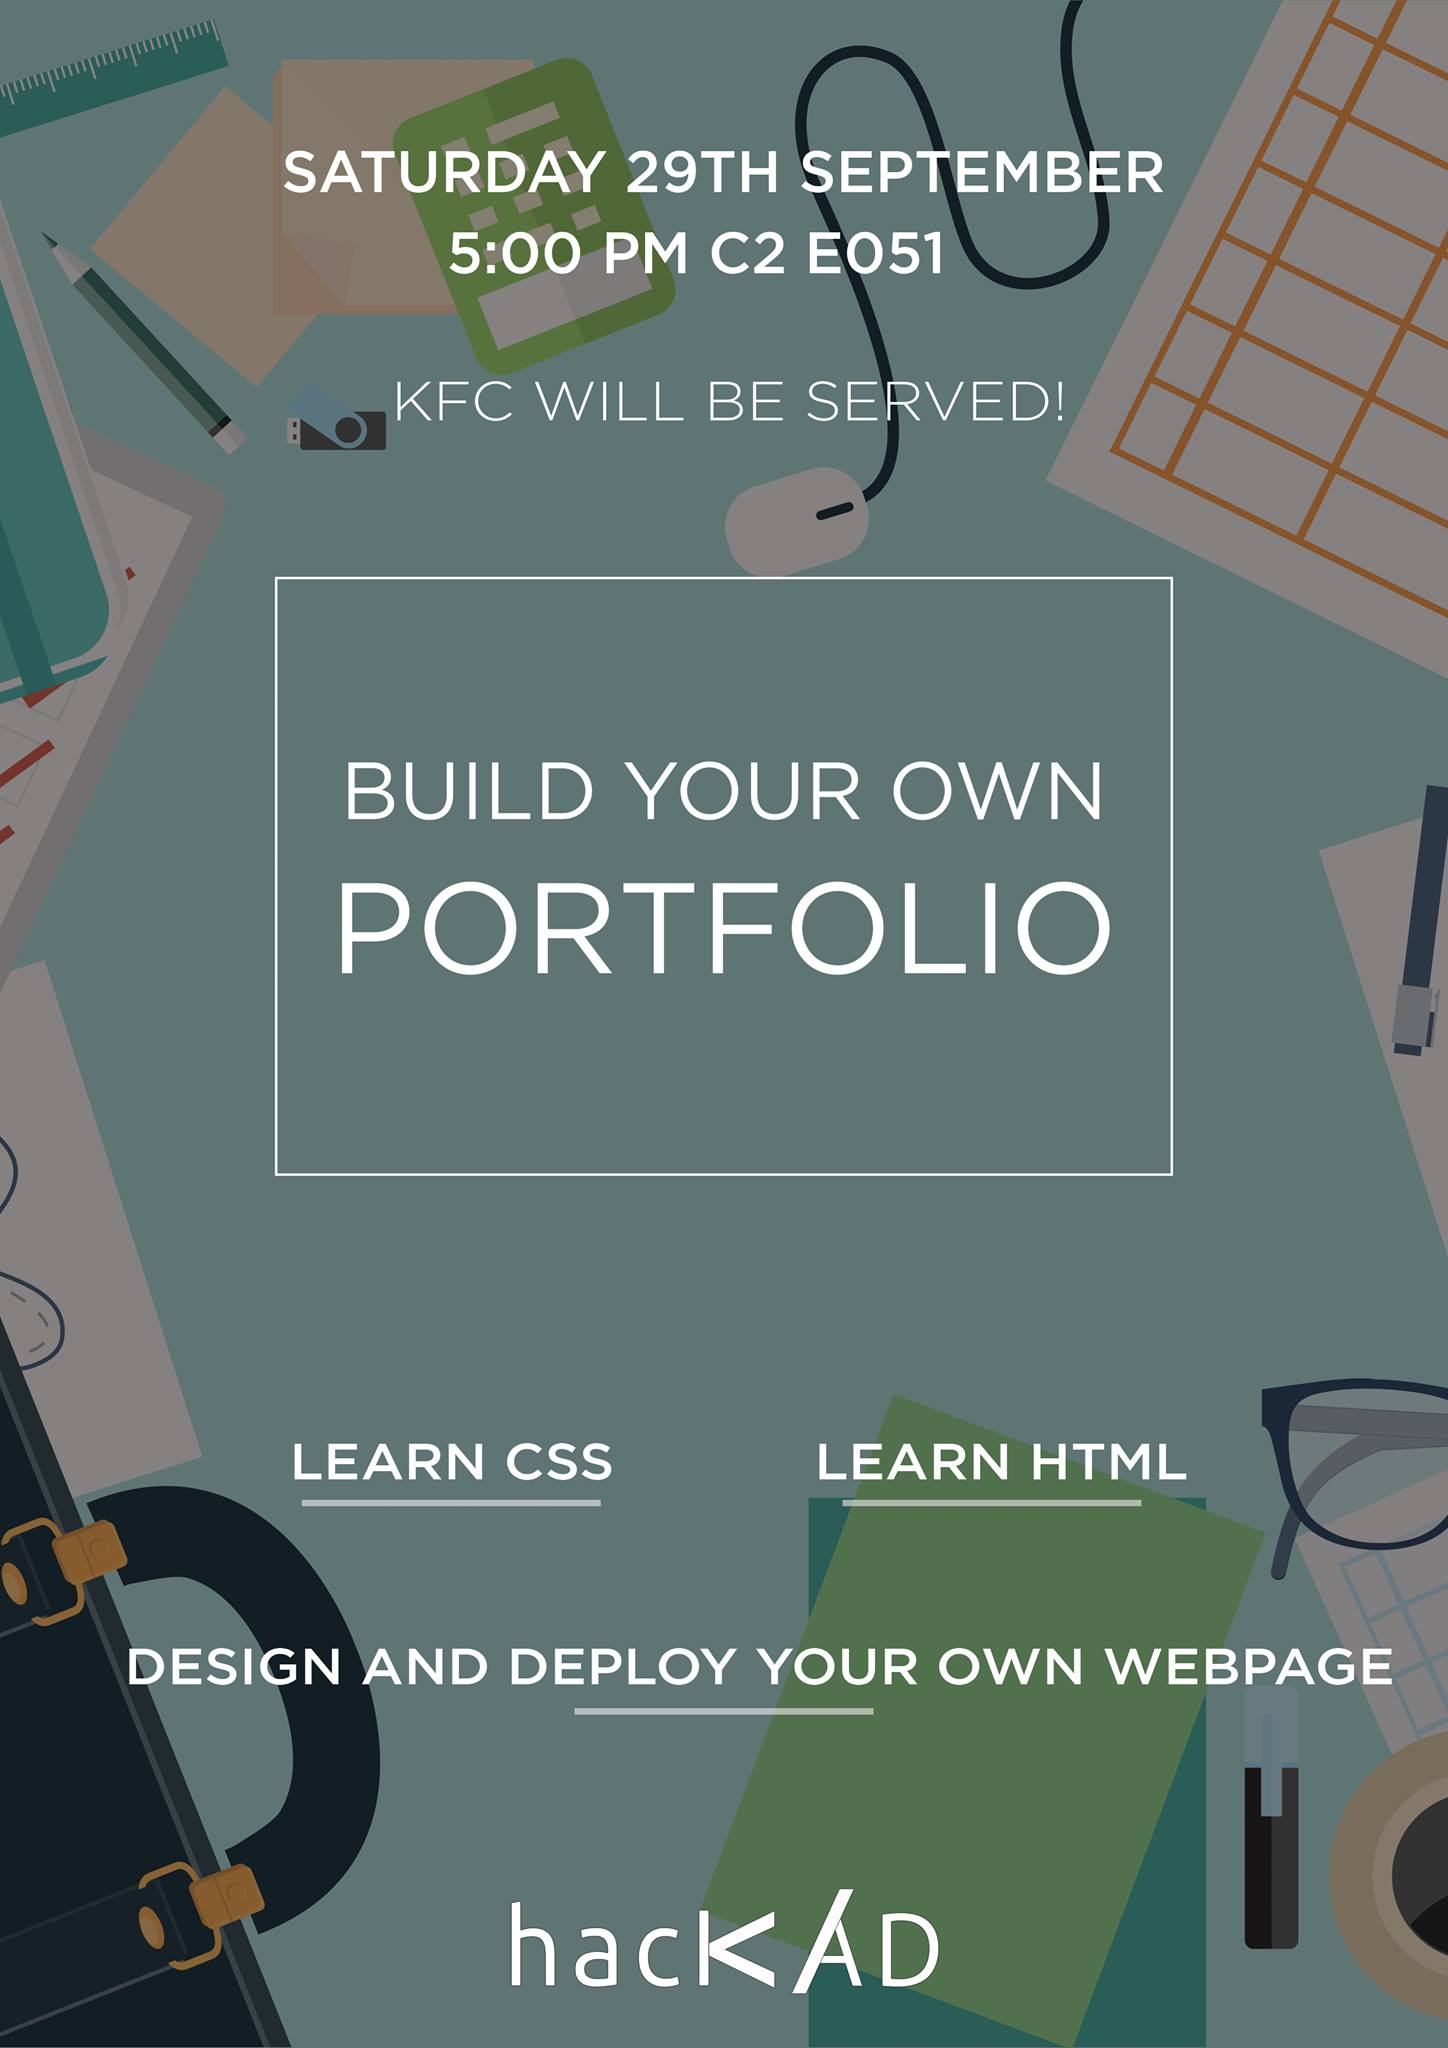 SATURDAY 29TH SEPTEMBER
5:00 PM C2 E051
KFC WILL BE SERVED!
BUILD YOUR OWN
PORTFOLIO
LEARN CSS
LEARN HTML
DESIGN AND DEPLOY YOUR OWN WEBPAGE
hacKAD